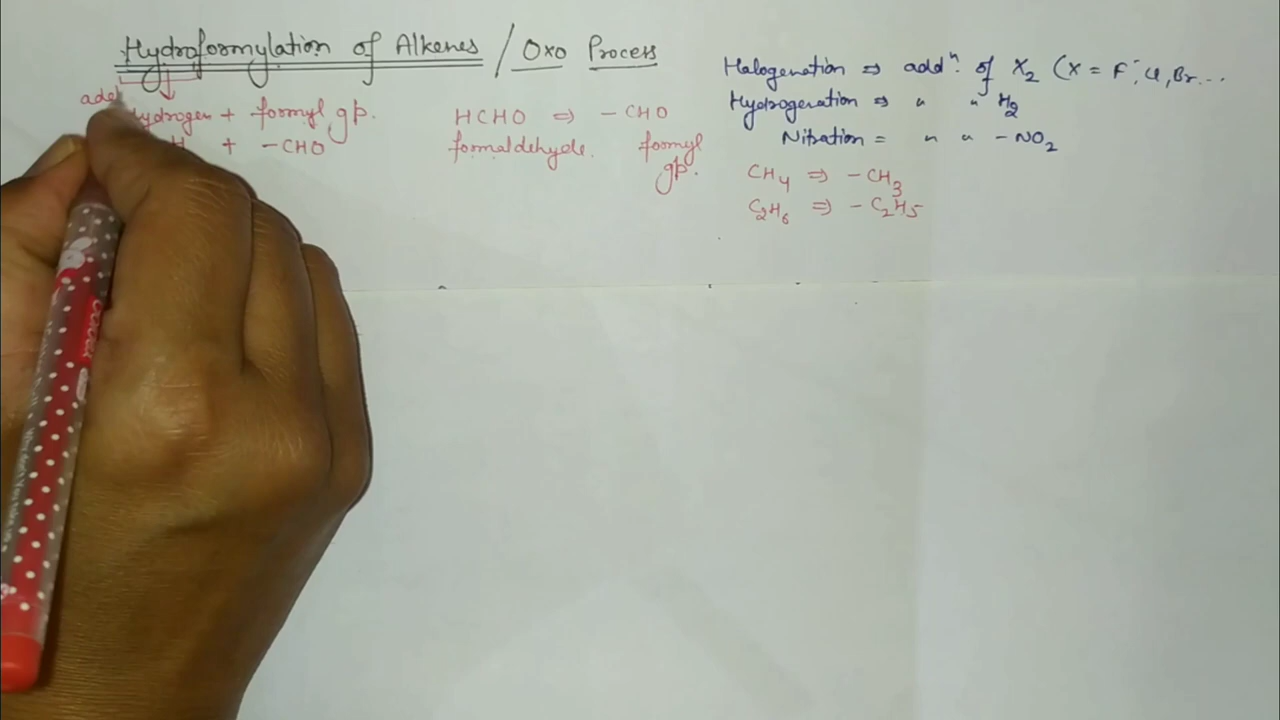 Hydroformylation of Alkenes / Oxo Process
Hydrogen + formyl gp.
H + -CHO
HCHO ⇒ -CHO
formaldehyde. formyl
gp.
Halogenation ⇒ addⁿ. of X₂ (X = F, Cl, Br...
Hydrogenation ⇒ " " H₂
Nitration = " " -NO₂
CH₄ ⇒ -CH₃
C₂H₆ ⇒ -C₂H₅